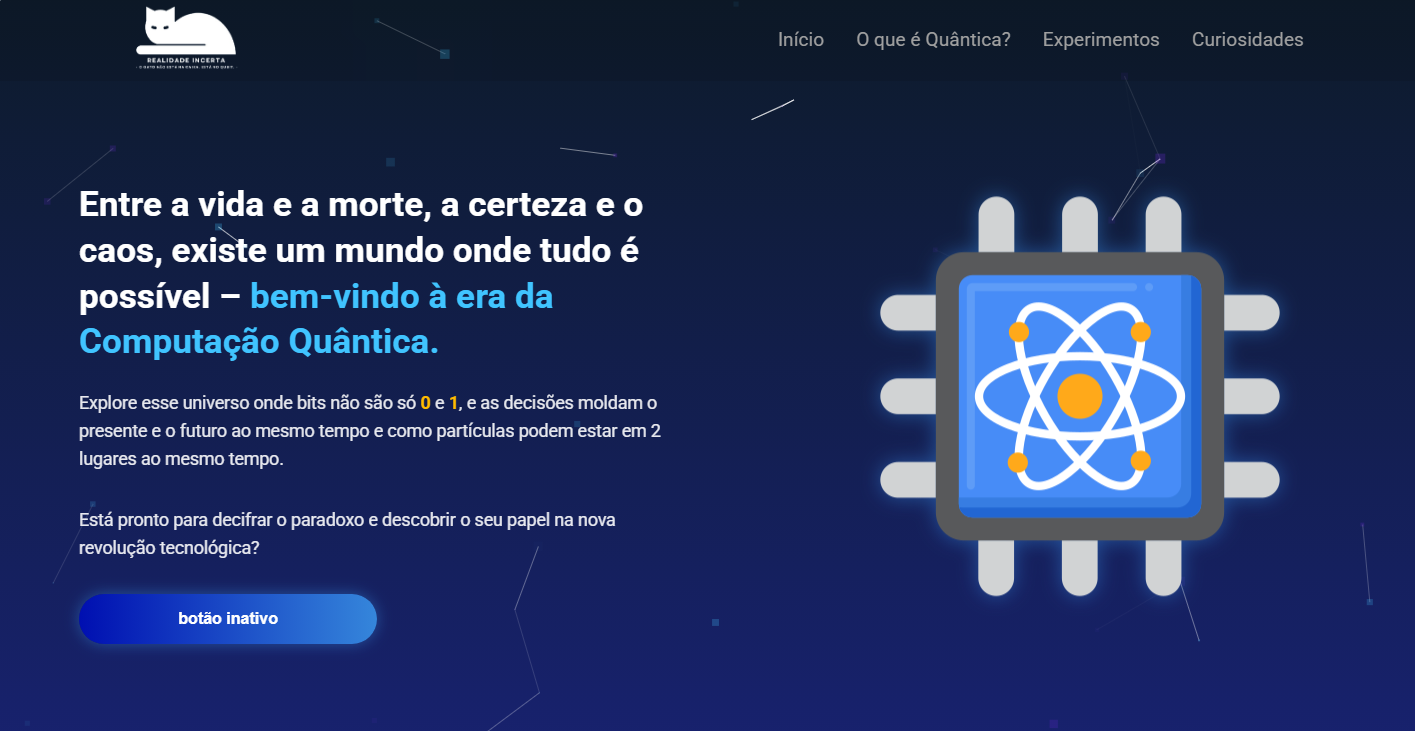 REALIDADE INCERTA
Início
O que é Quântica?
Experimentos
Curiosidades
Entre a vida e a morte, a certeza e o
caos, existe um mundo onde tudo é
possível – bem-vindo à era da
Computação Quântica.
Explore esse universo onde bits não são só 0 e 1, e as decisões moldam o
presente e o futuro ao mesmo tempo e como partículas podem estar em 2
lugares ao mesmo tempo.
Está pronto para decifrar o paradoxo e descobrir o seu papel na nova
revolução tecnológica?
botão inativo